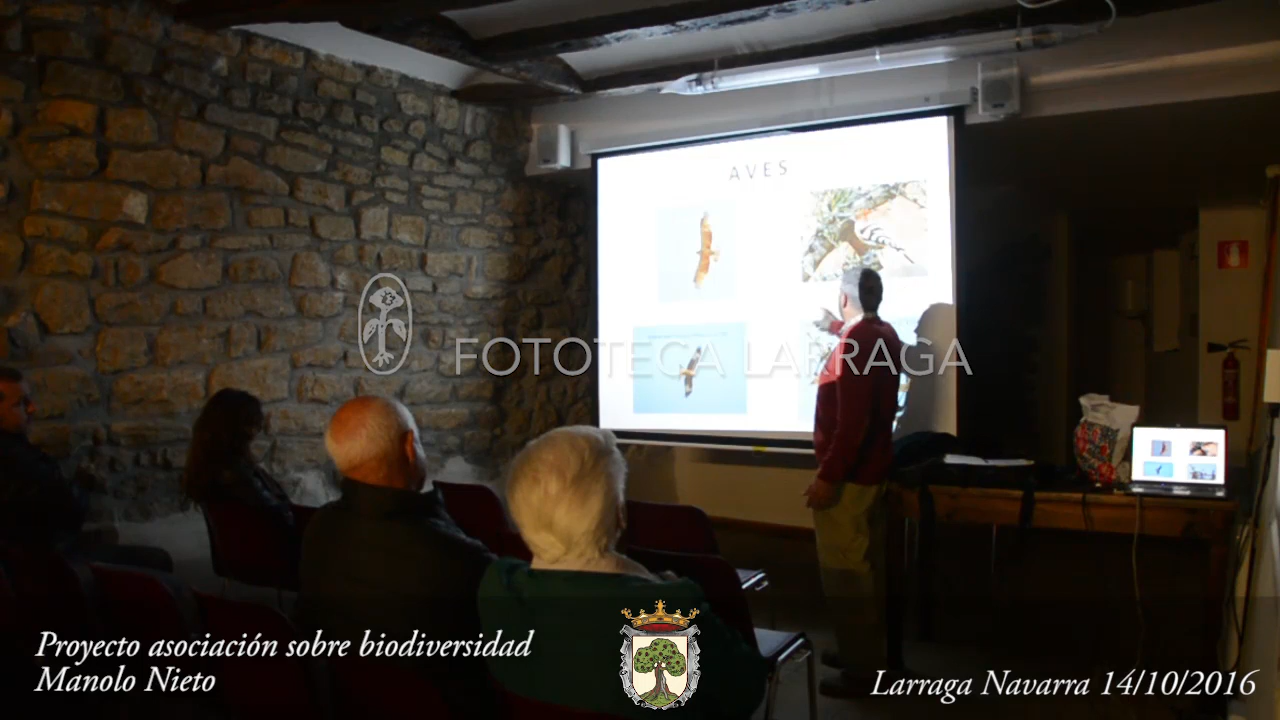 AVES
FOTOTECA LARRAGA
Proyecto asociación sobre biodiversidad
Manolo Nieto
Larraga Navarra 14/10/2016